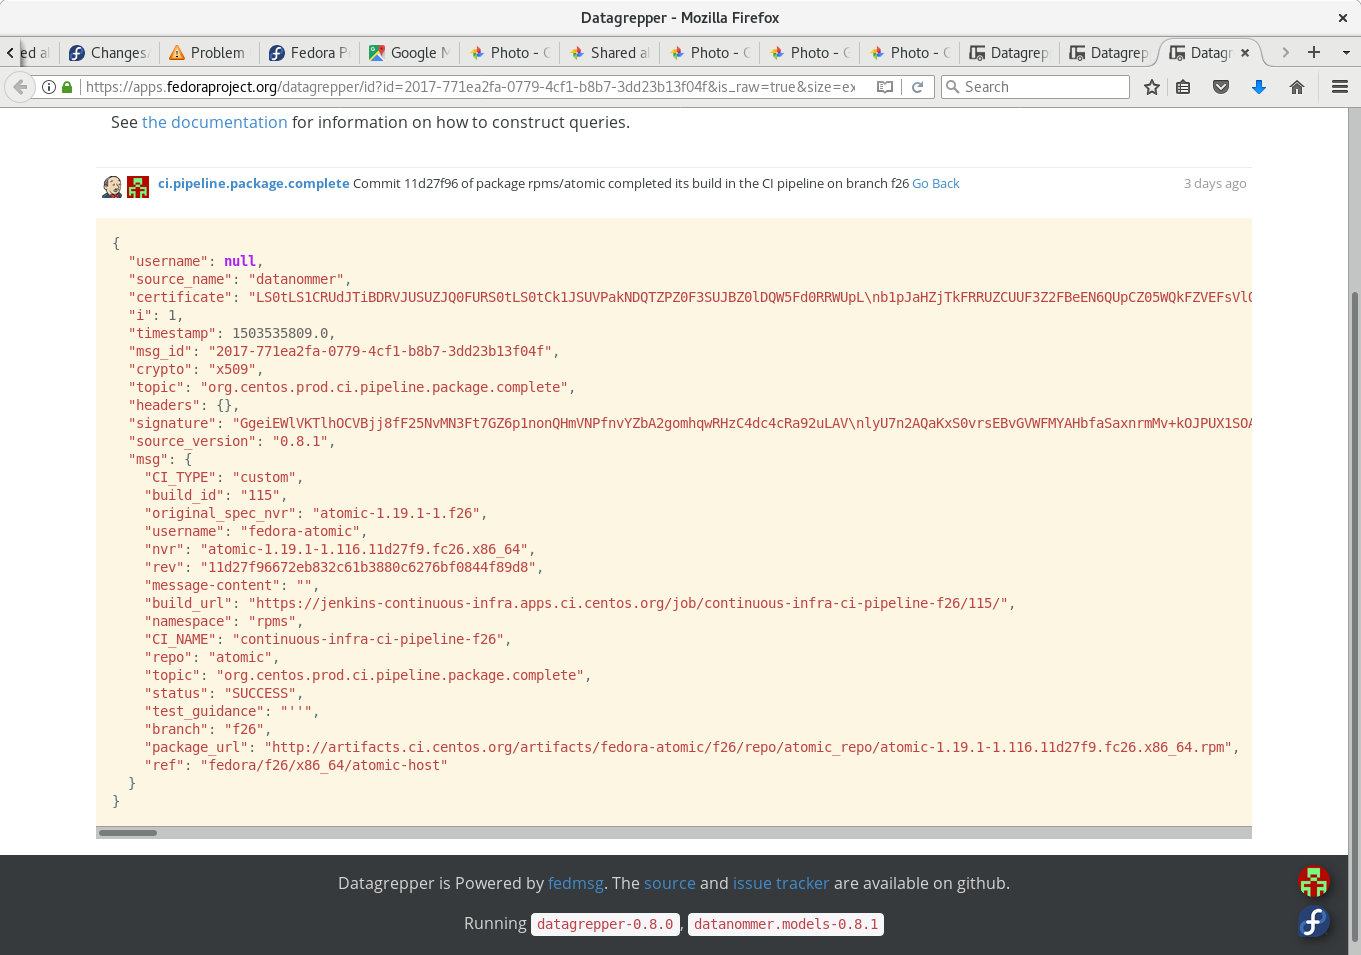 Datagrepper - Mozilla Firefox
ed al Changes Problem Fedora P Google M Photo - G Shared al Photo - G Photo - G Photo - G Datagrep Datagrep Datagr
https://apps.fedoraproject.org/datagrepper/id?id=2017-771ea2fa-0779-4cf1-b8b7-3dd23b13f04f&is_raw=true&size=ex Search
See the documentation for information on how to construct queries.
ci.pipeline.package.complete Commit 11d27f96 of package rpms/atomic completed its build in the CI pipeline on branch f26 Go Back 3 days ago
{
"username": null,
"source_name": "datanommer",
"certificate": "LS0tLS1CRUdJTiBDRVJUSUZJQ0FURS0tLS0tCk1JSUVPakNDQTZPZ0F3SUJBZ0lDQW5Fd0RRWUpL\nb1pJaHZjTkFRRUZCUUF3Z2FBeEN6QUpCZ05WQkFZVEFsVlQ
"i": 1,
"timestamp": 1503535809.0,
"msg_id": "2017-771ea2fa-0779-4cf1-b8b7-3dd23b13f04f",
"crypto": "x509",
"topic": "org.centos.prod.ci.pipeline.package.complete",
"headers": {},
"signature": "GgeiEWlVKTlhOCVBjj8fF25NvMN3Ft7GZ6p1nonQHmVNPfnvYZbA2gomhqwRHzC4dc4cRa92uLAV\nlyU7n2AQaKxS0vrsEBvGVWFMYAHbfaSaxnrmMv+kOJPUX1SOA
"source_version": "0.8.1",
"msg": {
"CI_TYPE": "custom",
"build_id": "115",
"original_spec_nvr": "atomic-1.19.1-1.f26",
"username": "fedora-atomic",
"nvr": "atomic-1.19.1-1.116.11d27f9.fc26.x86_64",
"rev": "11d27f96672eb832c61b3880c6276bf0844f89d8",
"message-content": "",
"build_url": "https://jenkins-continuous-infra.apps.ci.centos.org/job/continuous-infra-ci-pipeline-f26/115/",
"namespace": "rpms",
"CI_NAME": "continuous-infra-ci-pipeline-f26",
"repo": "atomic",
"topic": "org.centos.prod.ci.pipeline.package.complete",
"status": "SUCCESS",
"test_guidance": "''",
"branch": "f26",
"package_url": "http://artifacts.ci.centos.org/artifacts/fedora-atomic/f26/repo/atomic_repo/atomic-1.19.1-1.116.11d27f9.fc26.x86_64.rpm",
"ref": "fedora/f26/x86_64/atomic-host"
}
}
Datagrepper is Powered by fedmsg. The source and issue tracker are available on github.
Running datagrepper-0.8.0, datanommer.models-0.8.1